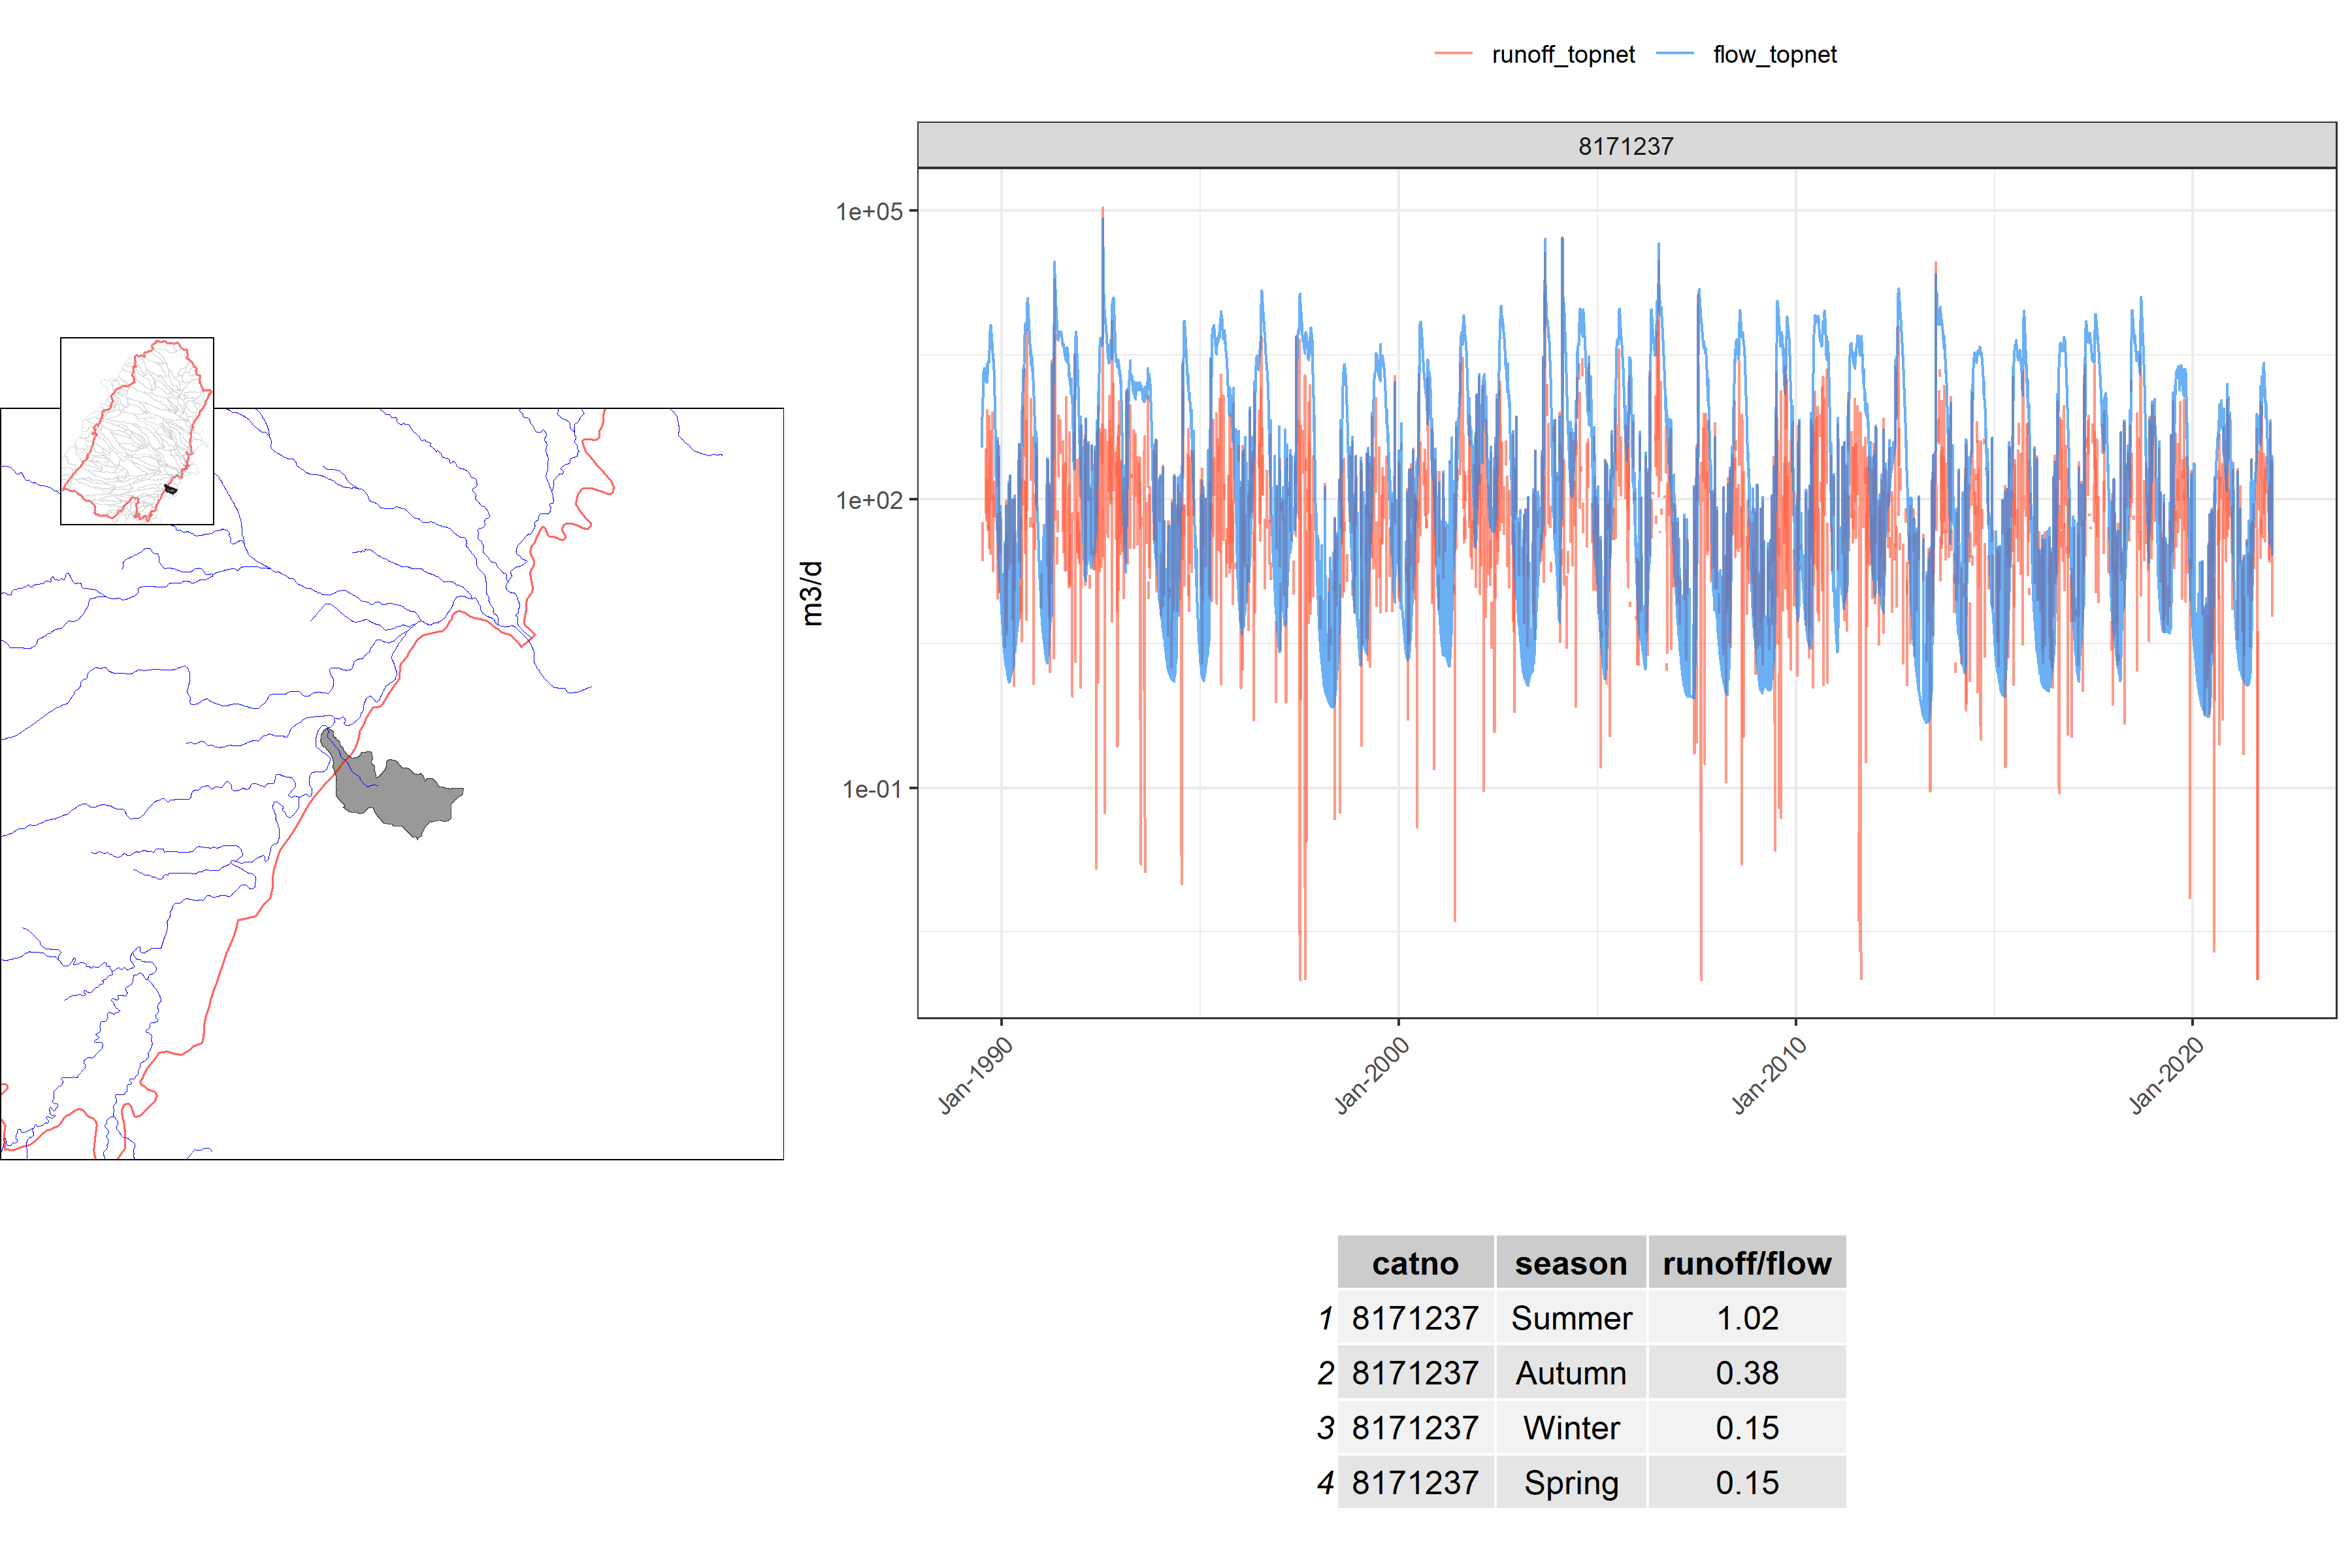 runoff_topnet flow_topnet
8171237
1e+05
1e+02
1e-01
m3/d
Jan-1990 Jan-2000 Jan-2010 Jan-2020
catno season runoff/flow
1 8171237 Summer 1.02
2 8171237 Autumn 0.38
3 8171237 Winter 0.15
4 8171237 Spring 0.15